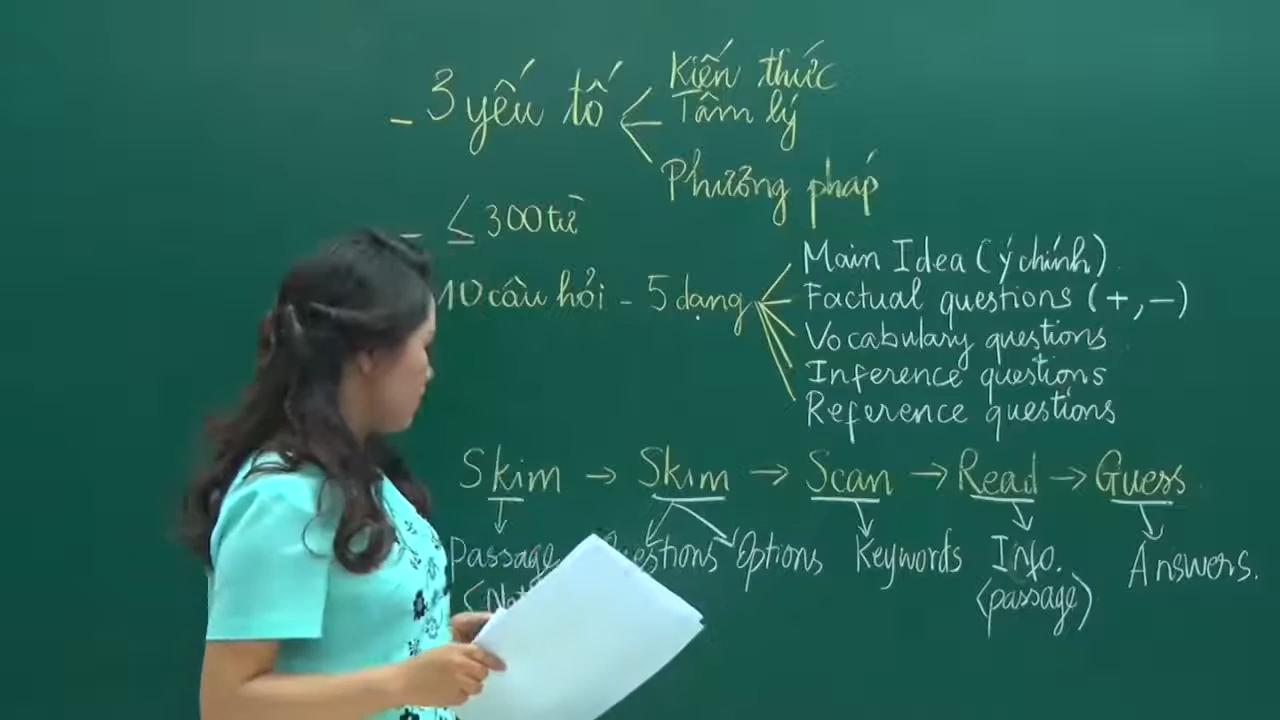 - 3 yếu tố
Kiến thức
Tâm lý
Phương pháp
- ≤ 300 từ
10 câu hỏi - 5 dạng
Main Idea (ý chính)
Factual questions (+, -)
Vocabulary questions
Inference questions
Reference questions
Skim → Skim → Scan → Read → Guess
Passage Questions Options Keywords Info. Answers.
(passage)